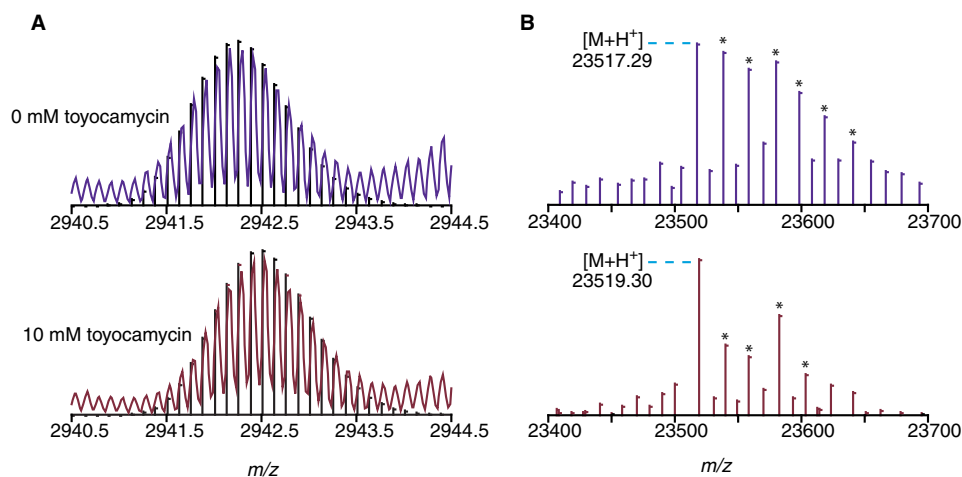 A
B
0 mM toyocamycin
2940.5 2941.5 2942.5 2943.5 2944.5
[M+H⁺]
23517.29
* * * * * *
23400 23500 23600 23700
10 mM toyocamycin
2940.5 2941.5 2942.5 2943.5 2944.5
m/z
[M+H⁺]
23519.30
* * * *
23400 23500 23600 23700
m/z